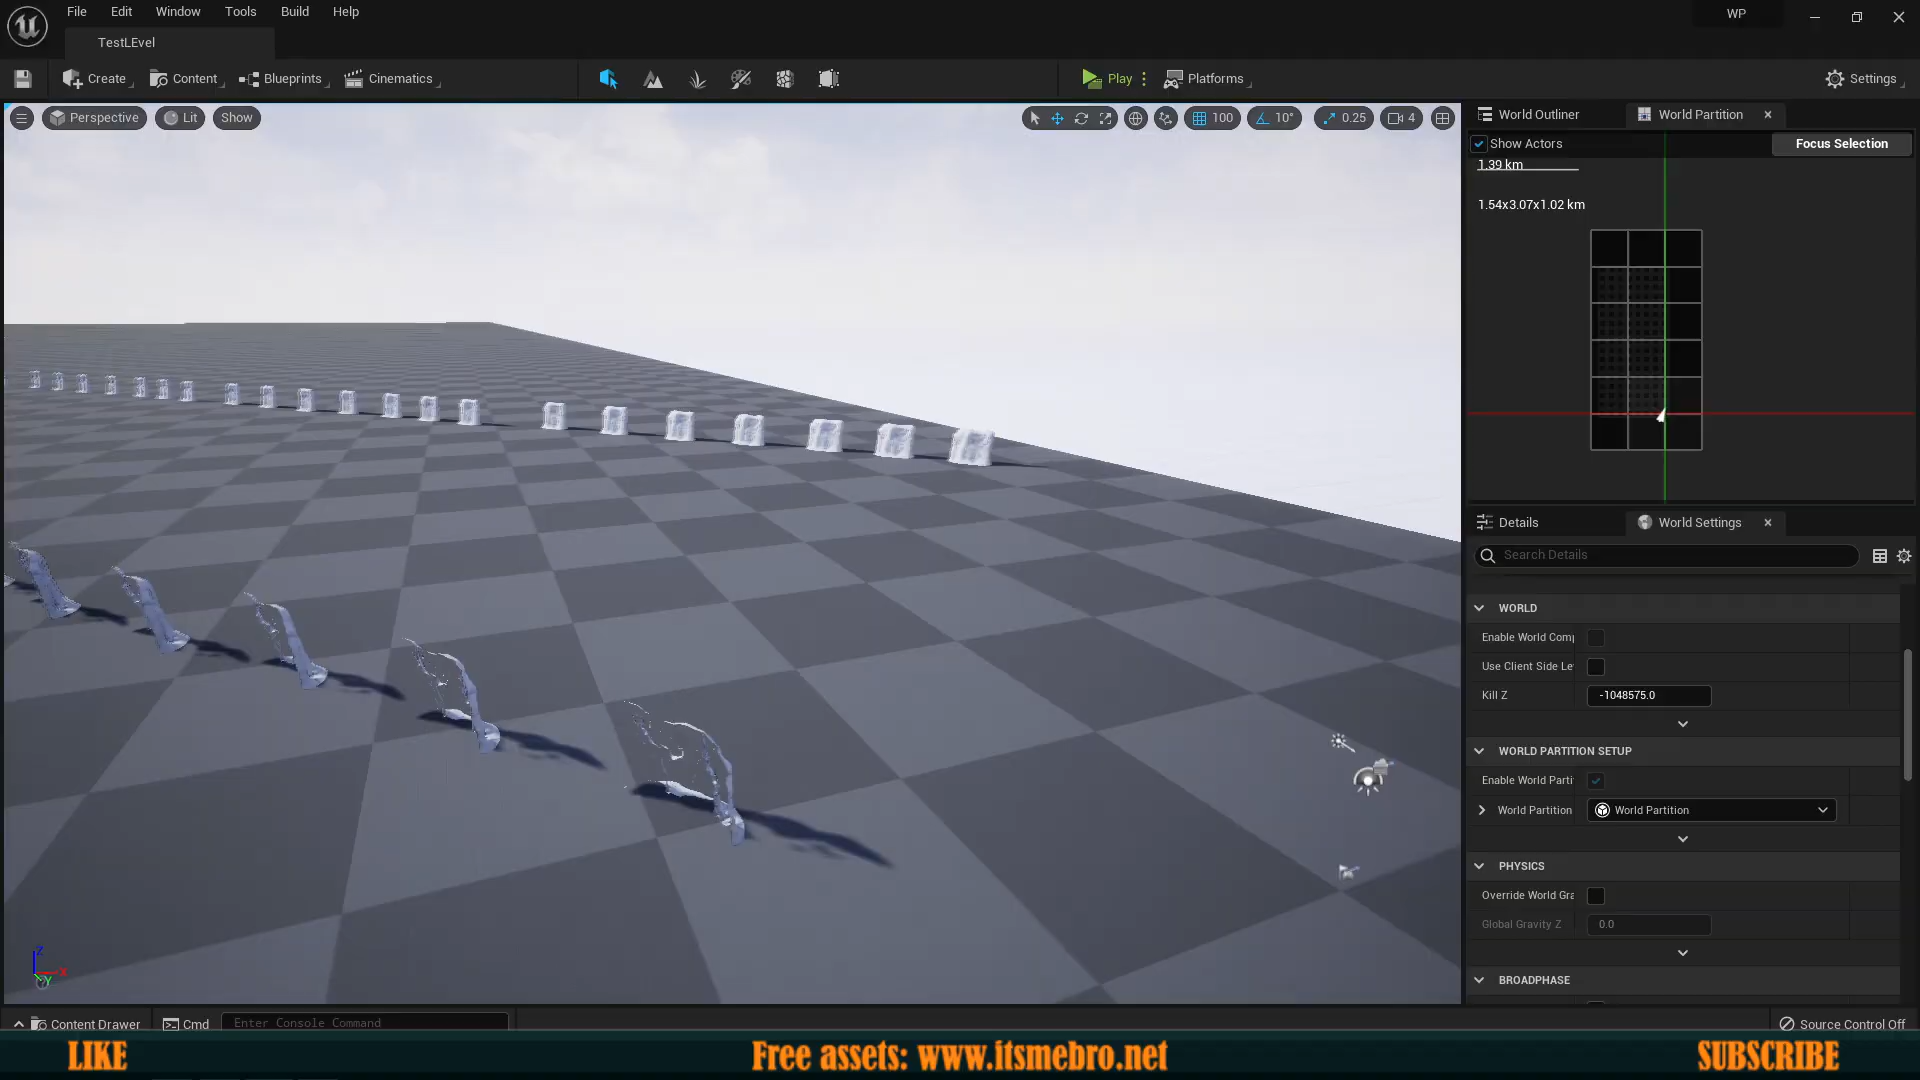 File Edit Window Tools Build Help
WP
TestLEvel
Create Content Blueprints Cinematics Play Platforms Settings
Perspective Lit Show 100 10° 0.25 4
World Outliner World Partition
Show Actors Focus Selection
1.39 km
1.54x3.07x1.02 km
Details World Settings
Search Details
WORLD
Enable World Comp
Use Client Side Le
Kill Z -1048575.0
WORLD PARTITION SETUP
Enable World Parti
World Partition World Partition
PHYSICS
Override World Gra
Global Gravity Z 0.0
BROADPHASE
Z
X
Y
Content Drawer Cmd Enter Console Command Source Control Off
LIKE Free assets: www.itsmebro.net SUBSCRIBE